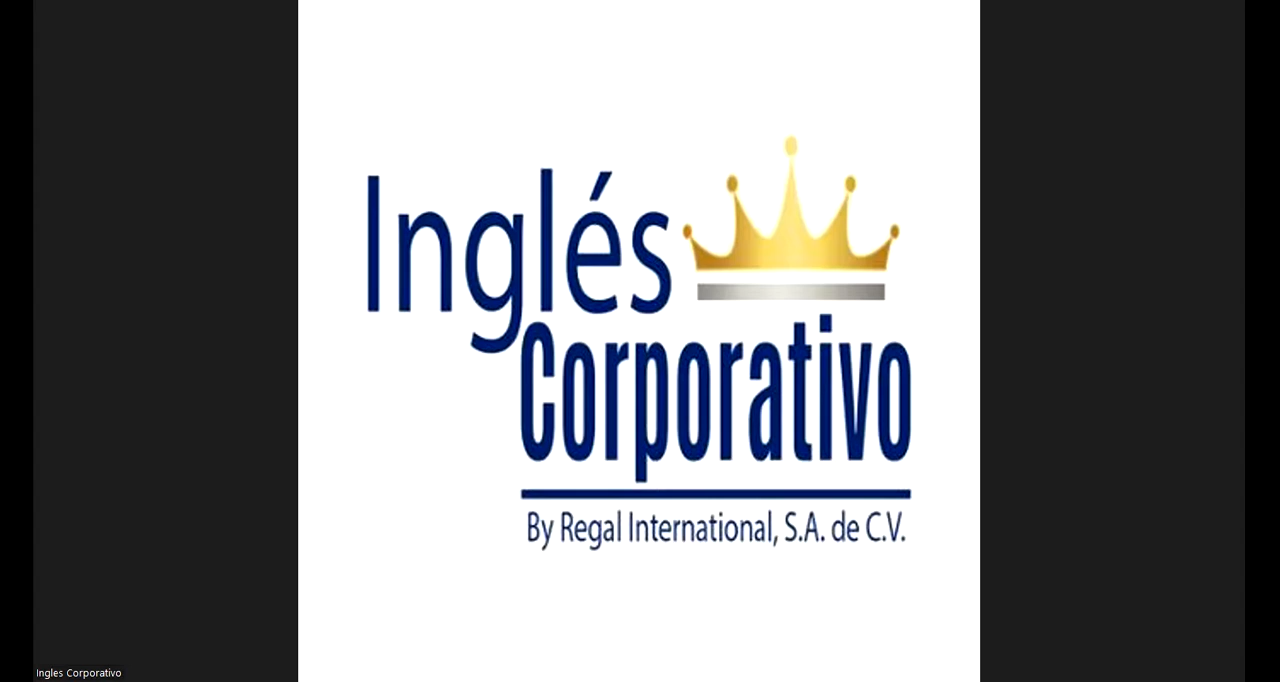 Inglés
Corporativo
By Regal International, S.A. de C.V.
Ingles Corporativo